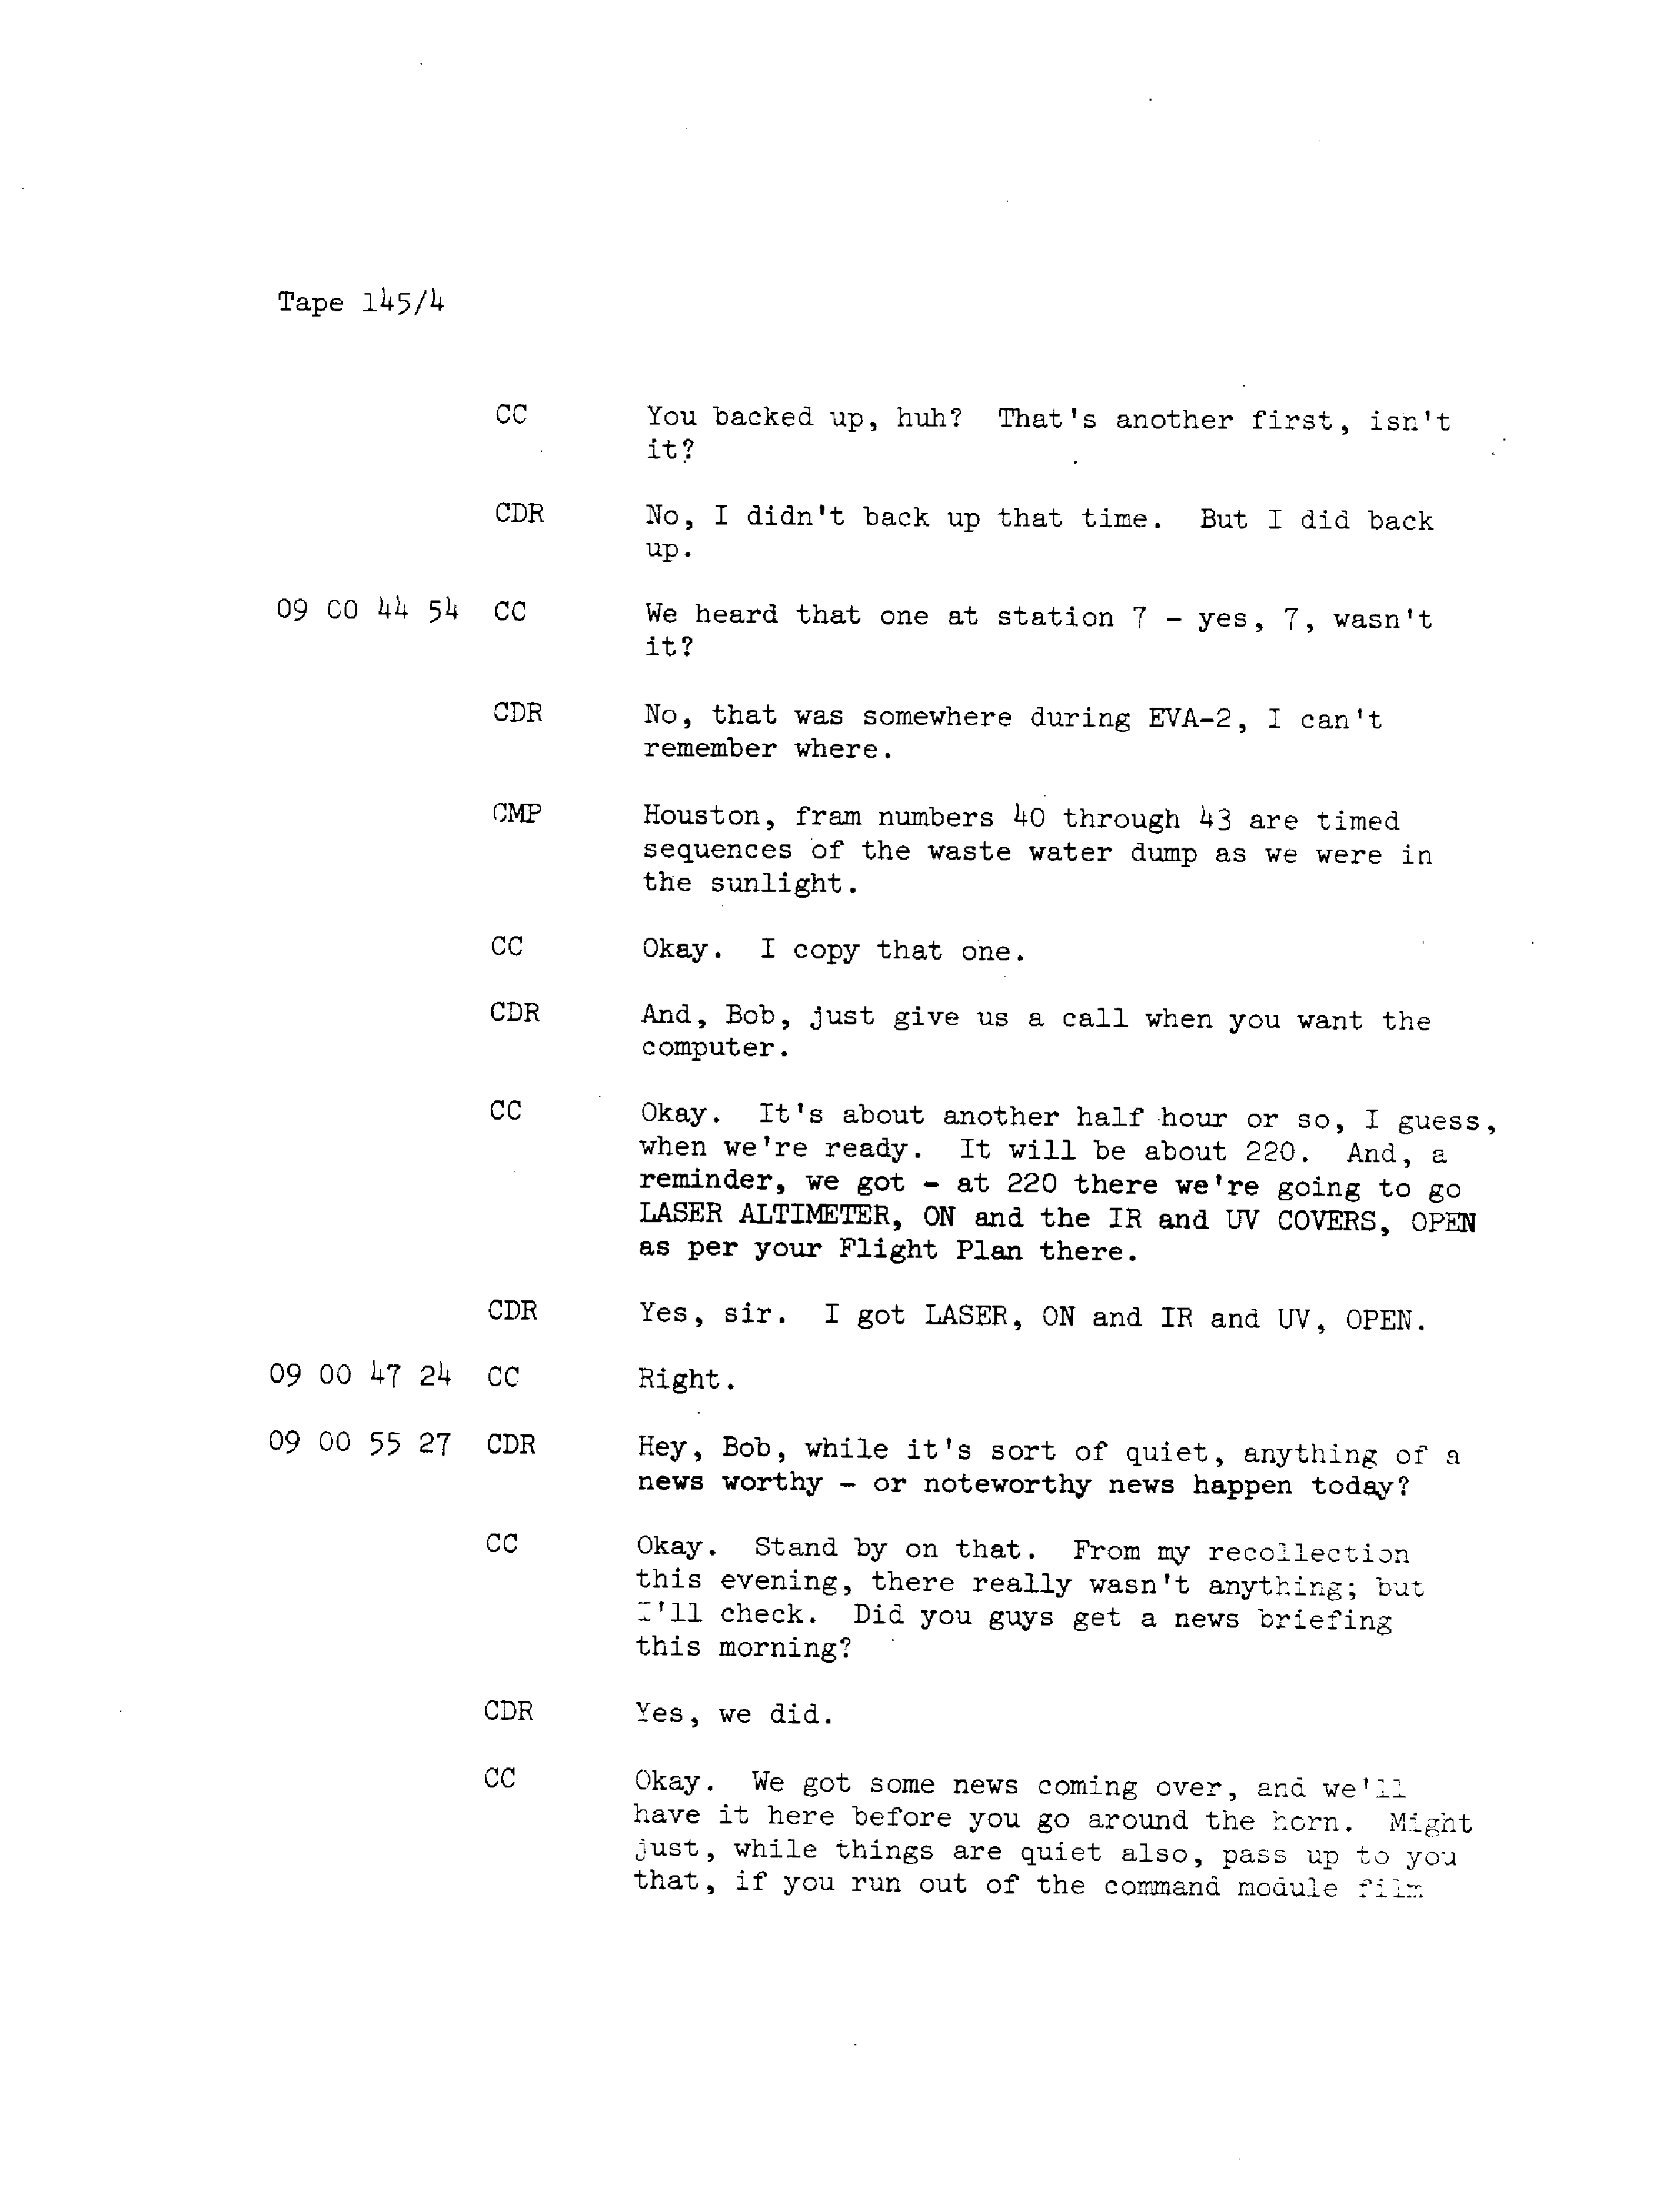 Tape 145/4
CC You backed up, huh? That's another first, isn't
it?
CDR No, I didn't back up that time. But I did back
up.
09 00 44 54 CC We heard that one at station 7 - yes, 7, wasn't
it?
CDR No, that was somewhere during EVA-2, I can't
remember where.
CMP Houston, fram numbers 40 through 43 are timed
sequences of the waste water dump as we were in
the sunlight.
CC Okay. I copy that one.
CDR And, Bob, just give us a call when you want the
computer.
CC Okay. It's about another half hour or so, I guess,
when we're ready. It will be about 220. And, a
reminder, we got - at 220 there we're going to go
LASER ALTIMETER, ON and the IR and UV COVERS, OPEN
as per your Flight Plan there.
CDR Yes, sir. I got LASER, ON and IR and UV, OPEN.
09 00 47 24 CC Right.
09 00 55 27 CDR Hey, Bob, while it's sort of quiet, anything of a
news worthy - or noteworthy news happen today?
CC Okay. Stand by on that. From my recollection
this evening, there really wasn't anything; but
I'll check. Did you guys get a news briefing
this morning?
CDR Yes, we did.
CC Okay. We got some news coming over, and we'll
have it here before you go around the horn. Might
just, while things are quiet also, pass up to you
that, if you run out of the command module film